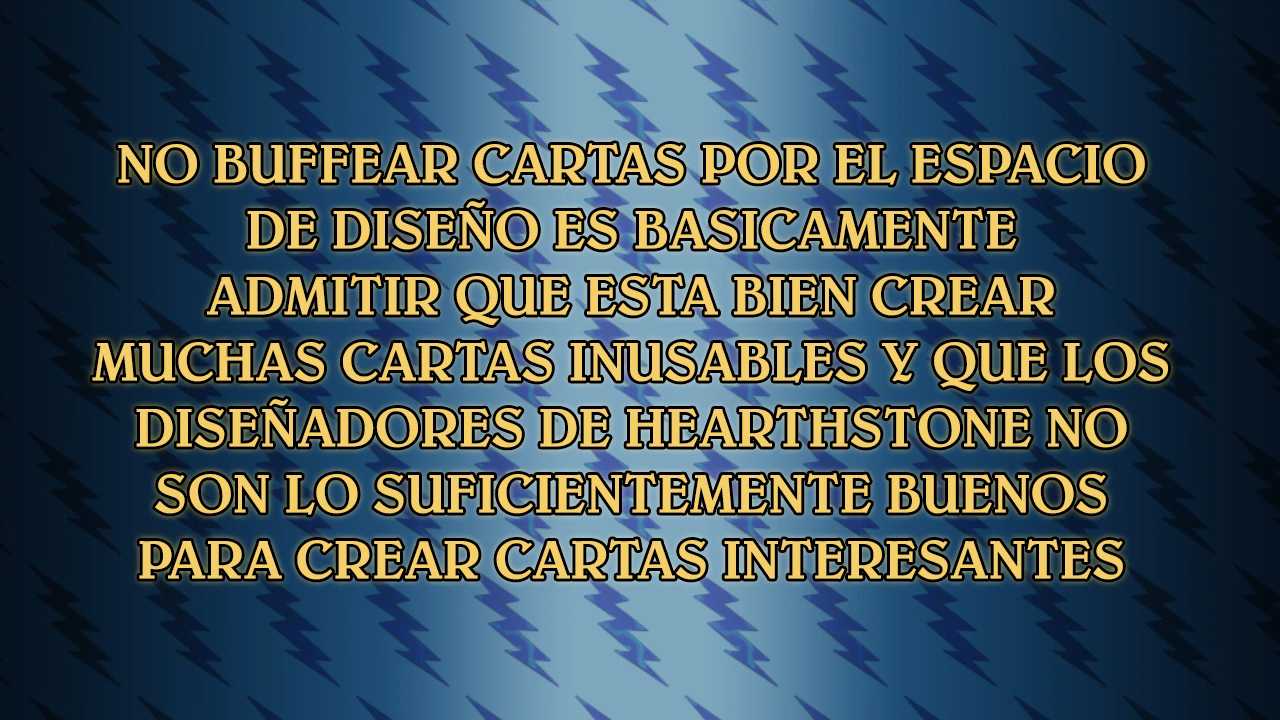 NO BUFFEAR CARTAS POR EL ESPACIO
DE DISEÑO ES BASICAMENTE
ADMITIR QUE ESTA BIEN CREAR
MUCHAS CARTAS INUSABLES Y QUE LOS
DISEÑADORES DE HEARTHSTONE NO
SON LO SUFICIENTEMENTE BUENOS
PARA CREAR CARTAS INTERESANTES